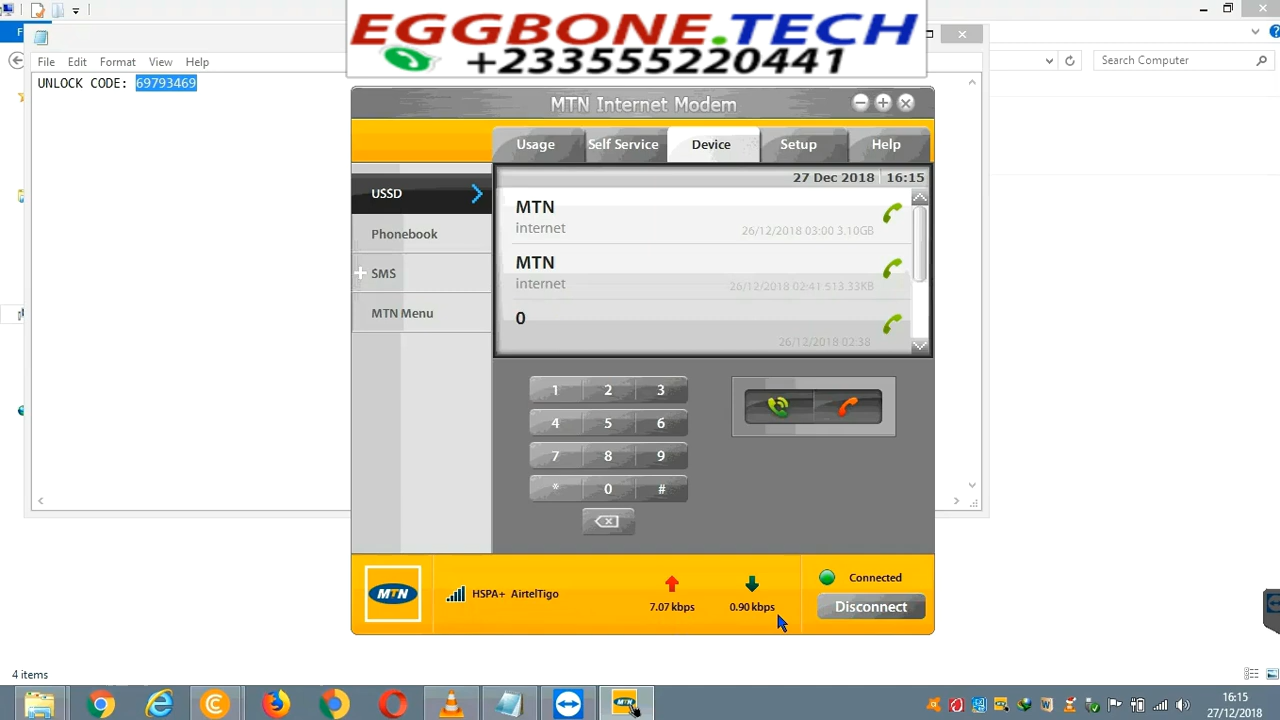 EGGBONE.TECH
+233555220441
File Edit Format View Help
Search Computer
UNLOCK CODE: 69793469
MTN Internet Modem
Usage Self Service Device Setup Help
27 Dec 2018 16:15
USSD
Phonebook
SMS
MTN Menu
MTN
internet 26/12/2018 03:00 3.10GB
MTN
internet 26/12/2018 02:41 513.33KB
0
26/12/2018 02:38
1 2 3
4 5 6
7 8 9
* 0 #
MTN
HSPA+ AirtelTigo
7.07 kbps
0.90 kbps
Connected
Disconnect
4 items
16:15
27/12/2018